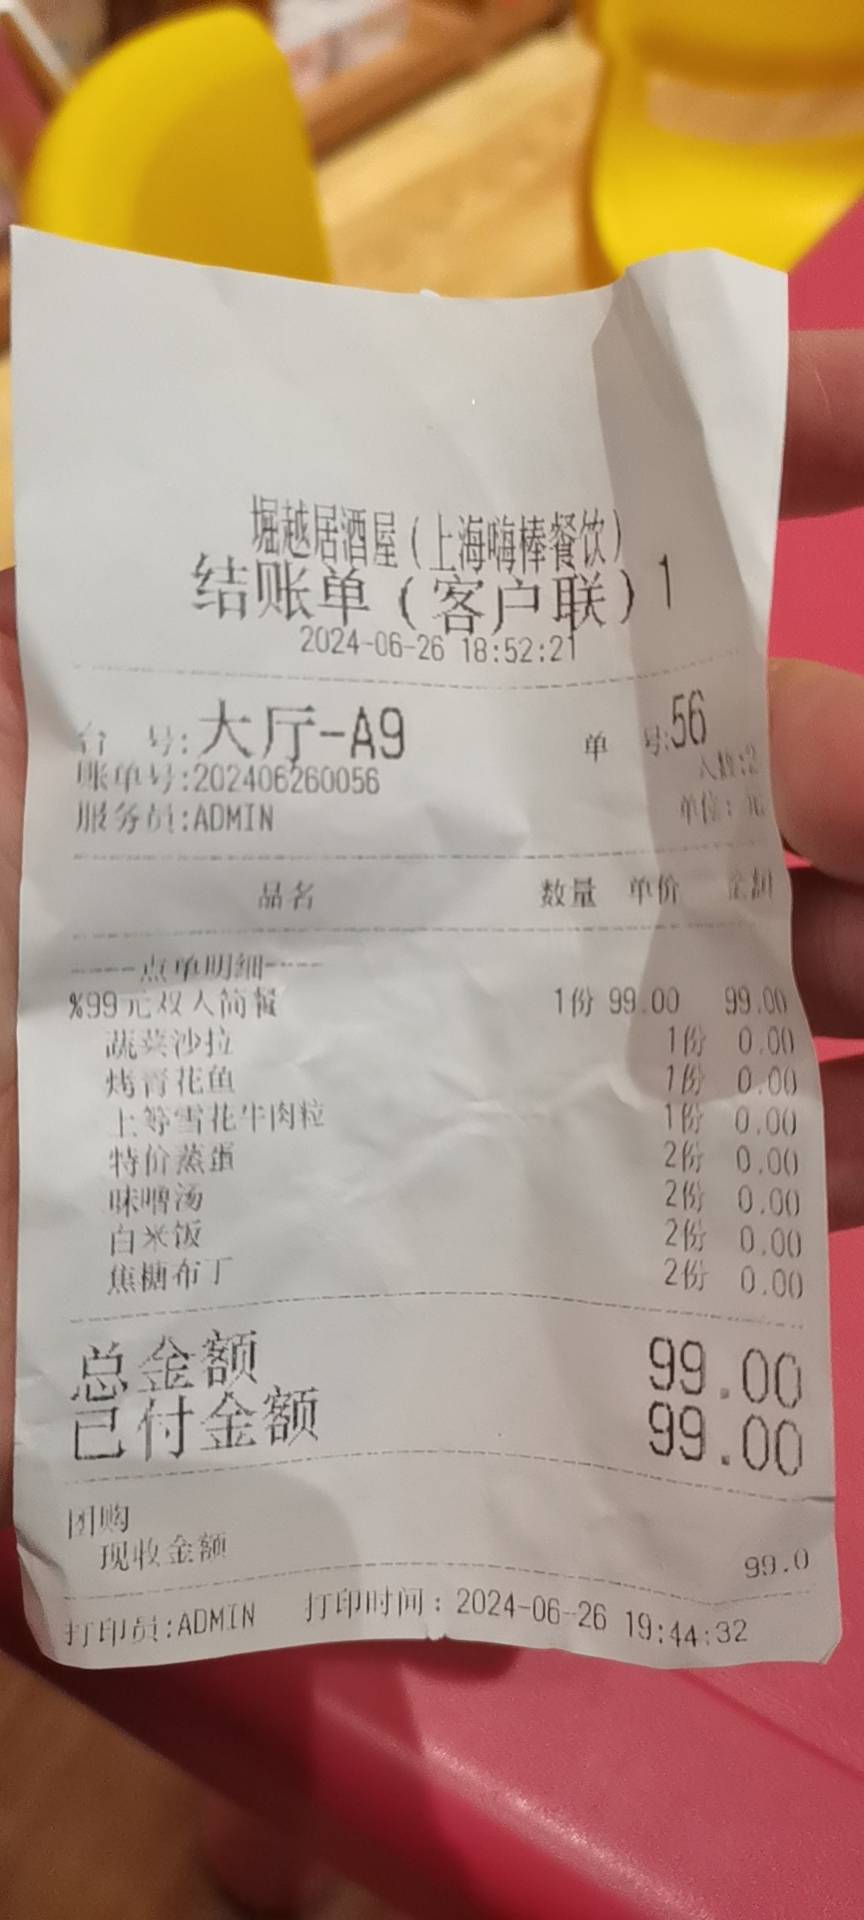 堀越居酒屋(上海嗨棒餐饮)
结账单(客户联)1
2024-06-26 18:52:21
台 号:大厅-A9 单 号:56
账单号:202406260056 人数:2
服务员:ADMIN 单位:元
品名 数量 单价 金额
-----点单明细-----
%99元双人简餐 1份 99.00 99.00
蔬菜沙拉 1份 0.00
烤青花鱼 1份 0.00
上等雪花牛肉粒 1份 0.00
特价蒸蛋 2份 0.00
味噌汤 2份 0.00
白米饭 2份 0.00
焦糖布丁 2份 0.00
总金额 99.00
已付金额 99.00
团购
现收金额 99.0
打印员:ADMIN 打印时间:2024-06-26 19:44:32